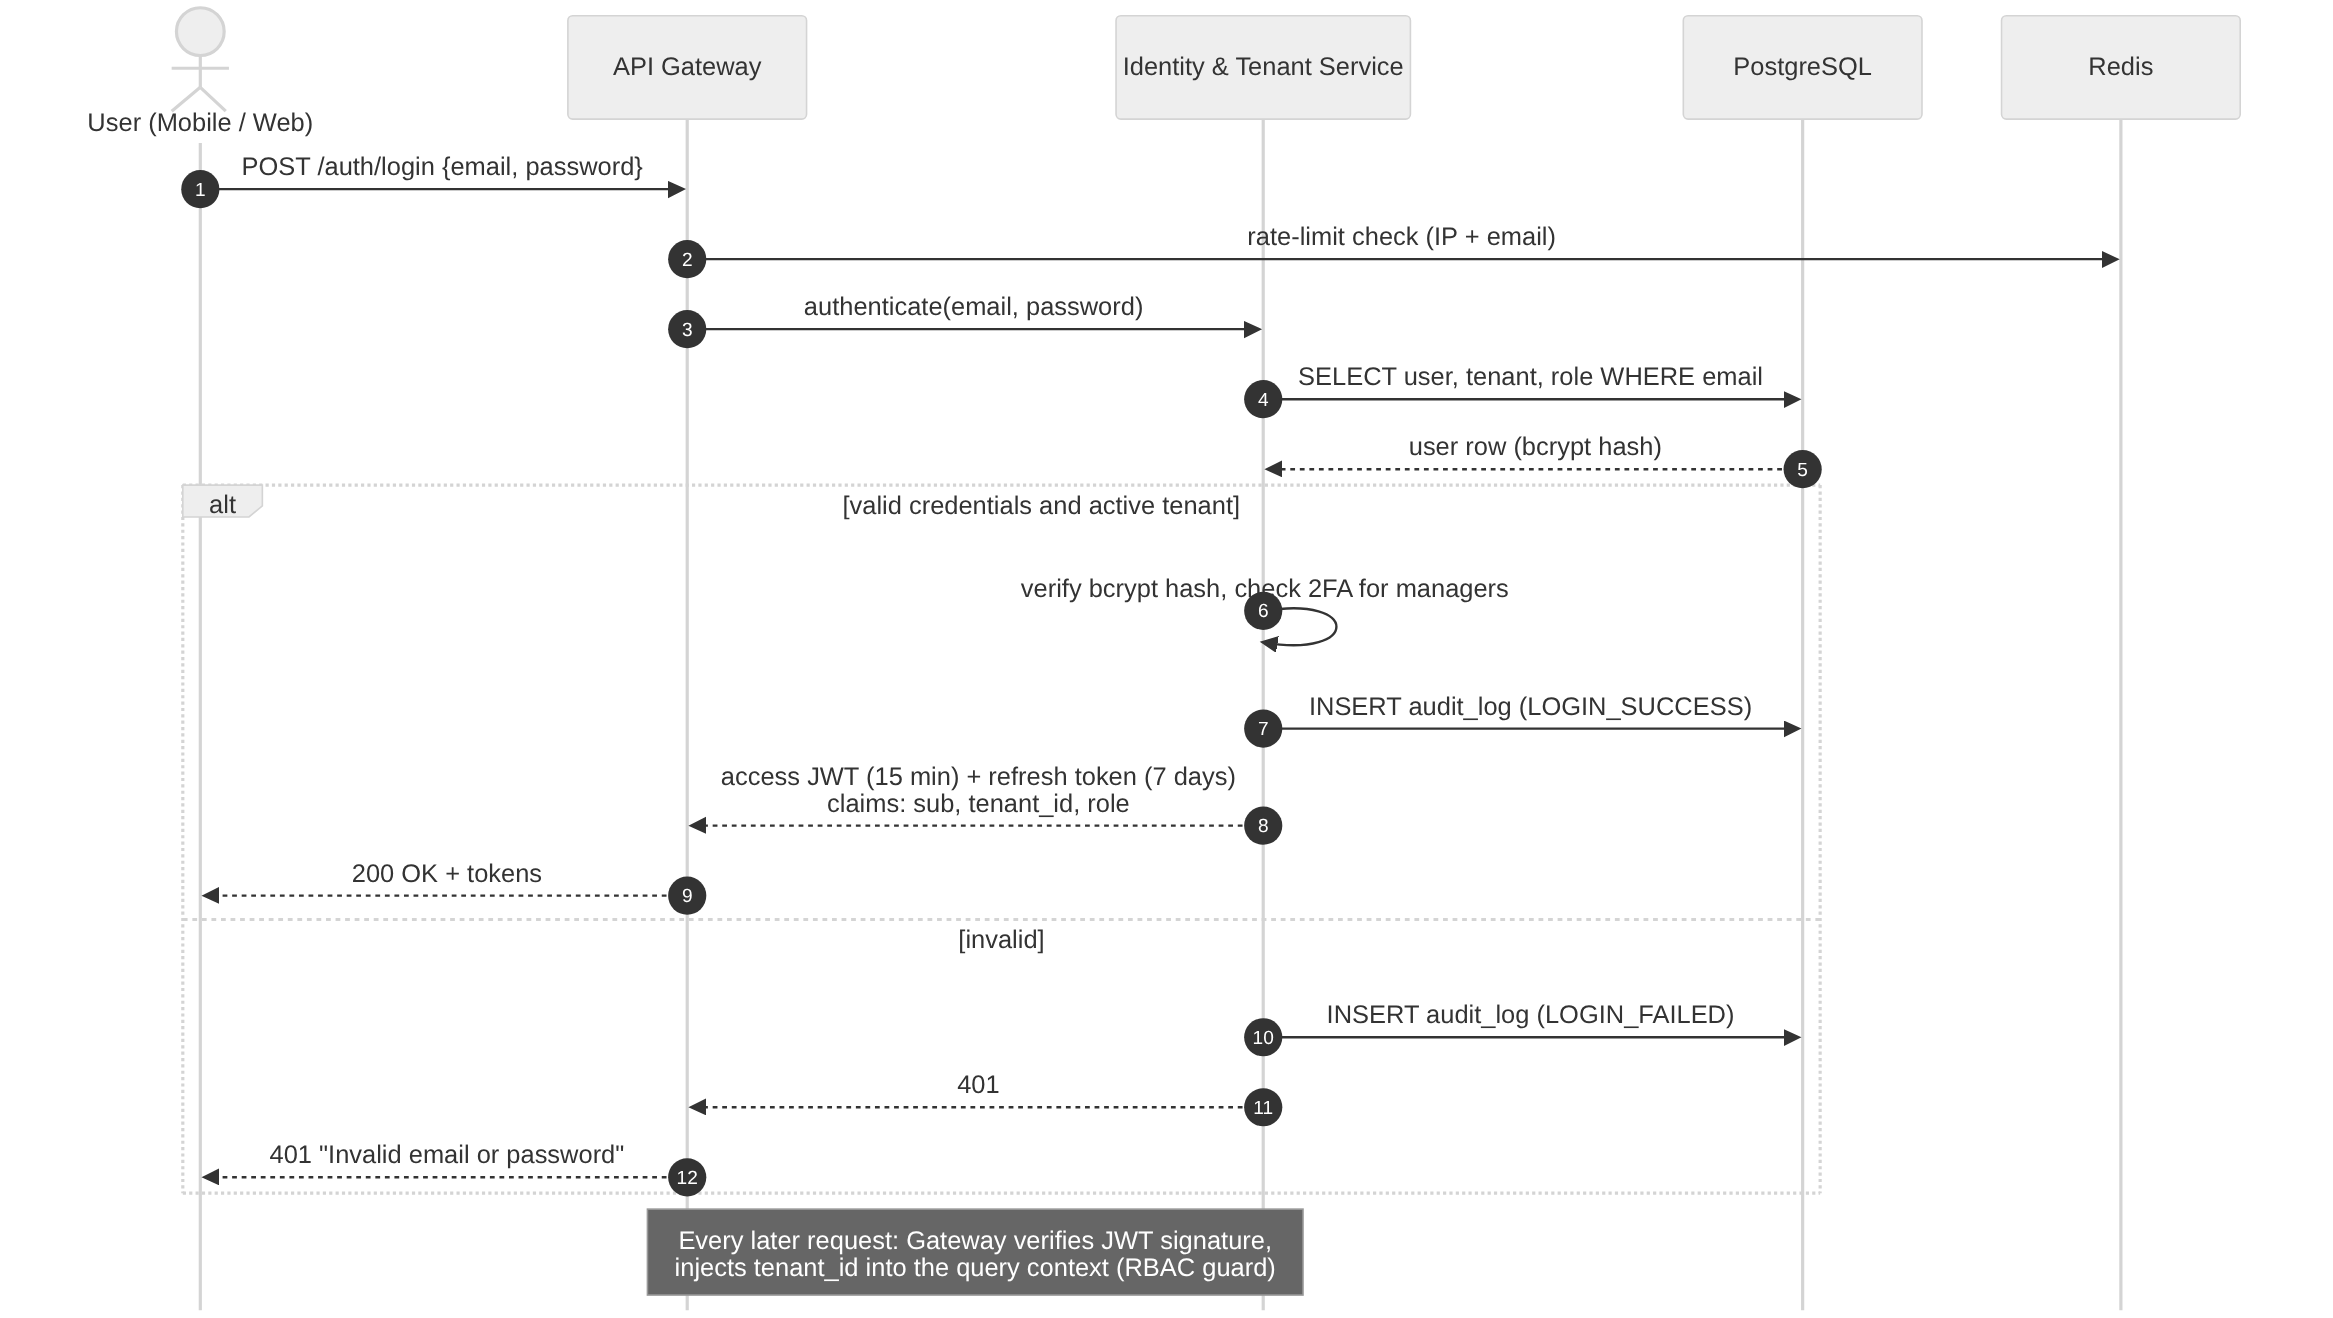 User (Mobile / Web)
API Gateway
Identity & Tenant Service
PostgreSQL
Redis
POST /auth/login {email, password}
1
rate-limit check (IP + email)
2
authenticate(email, password)
3
SELECT user, tenant, role WHERE email
4
user row (bcrypt hash)
5
alt
[valid credentials and active tenant]
verify bcrypt hash, check 2FA for managers
6
INSERT audit_log (LOGIN_SUCCESS)
7
access JWT (15 min) + refresh token (7 days)
claims: sub, tenant_id, role
8
200 OK + tokens
9
[invalid]
INSERT audit_log (LOGIN_FAILED)
10
401
11
401 "Invalid email or password"
12
Every later request: Gateway verifies JWT signature,
injects tenant_id into the query context (RBAC guard)